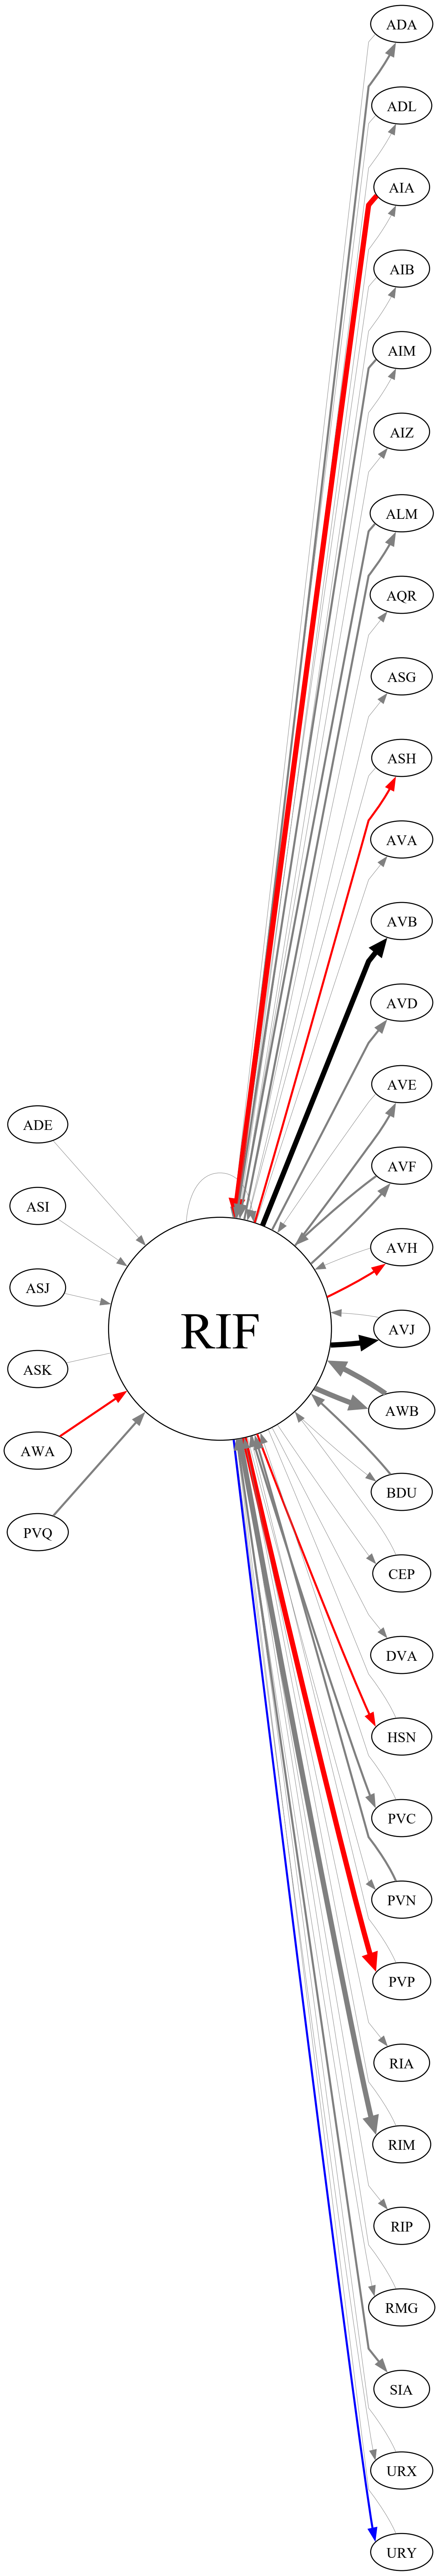 ADA
ADL
AIA
AIB
AIM
AIZ
ALM
AQR
ASG
ASH
AVA
AVB
AVD
AVE
ADE
AVF
ASI
AVH
ASJ
RIF
AVJ
ASK
AWB
AWA
BDU
PVQ
CEP
DVA
HSN
PVC
PVN
PVP
RIA
RIM
RIP
RMG
SIA
URX
URY